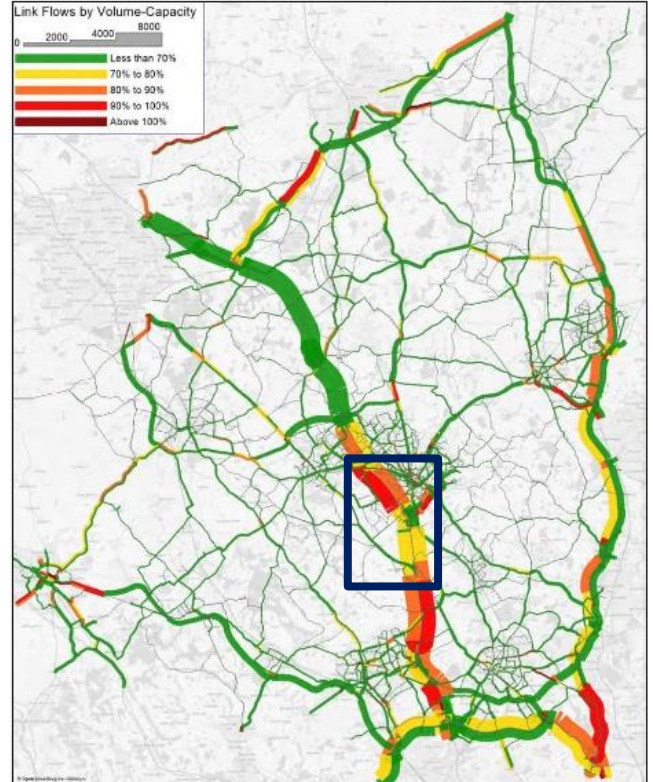 Link Flows by Volume-Capacity
0 2000 4000 8000
Less than 70%
70% to 80%
80% to 90%
90% to 100%
Above 100%